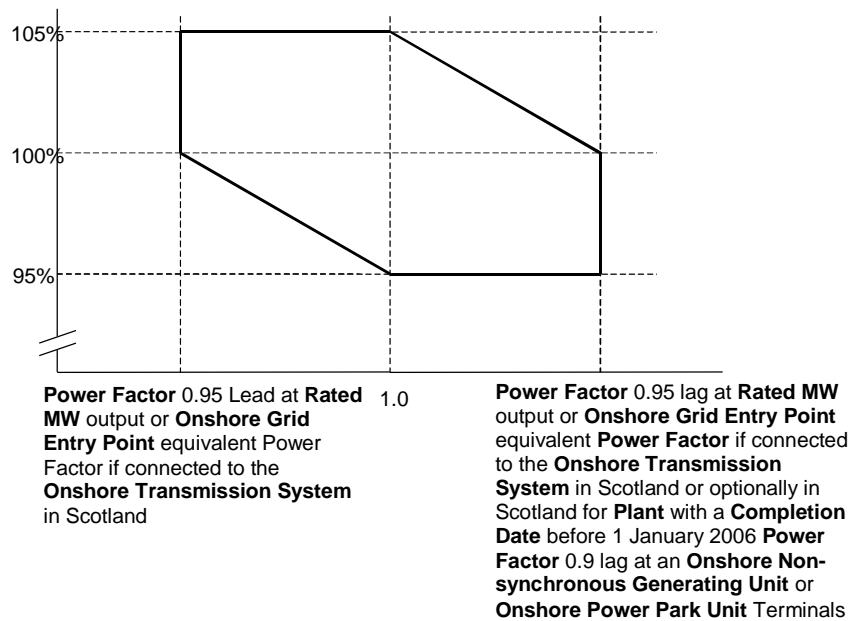 105%
100%
95%
Power Factor 0.95 Lead at Rated
MW output or Onshore Grid
Entry Point equivalent Power
Factor if connected to the
Onshore Transmission System
in Scotland
1.0
Power Factor 0.95 lag at Rated MW
output or Onshore Grid Entry Point
equivalent Power Factor if connected
to the Onshore Transmission
System in Scotland or optionally in
Scotland for Plant with a Completion
Date before 1 January 2006 Power
Factor 0.9 lag at an Onshore Non-
synchronous Generating Unit or
Onshore Power Park Unit Terminals